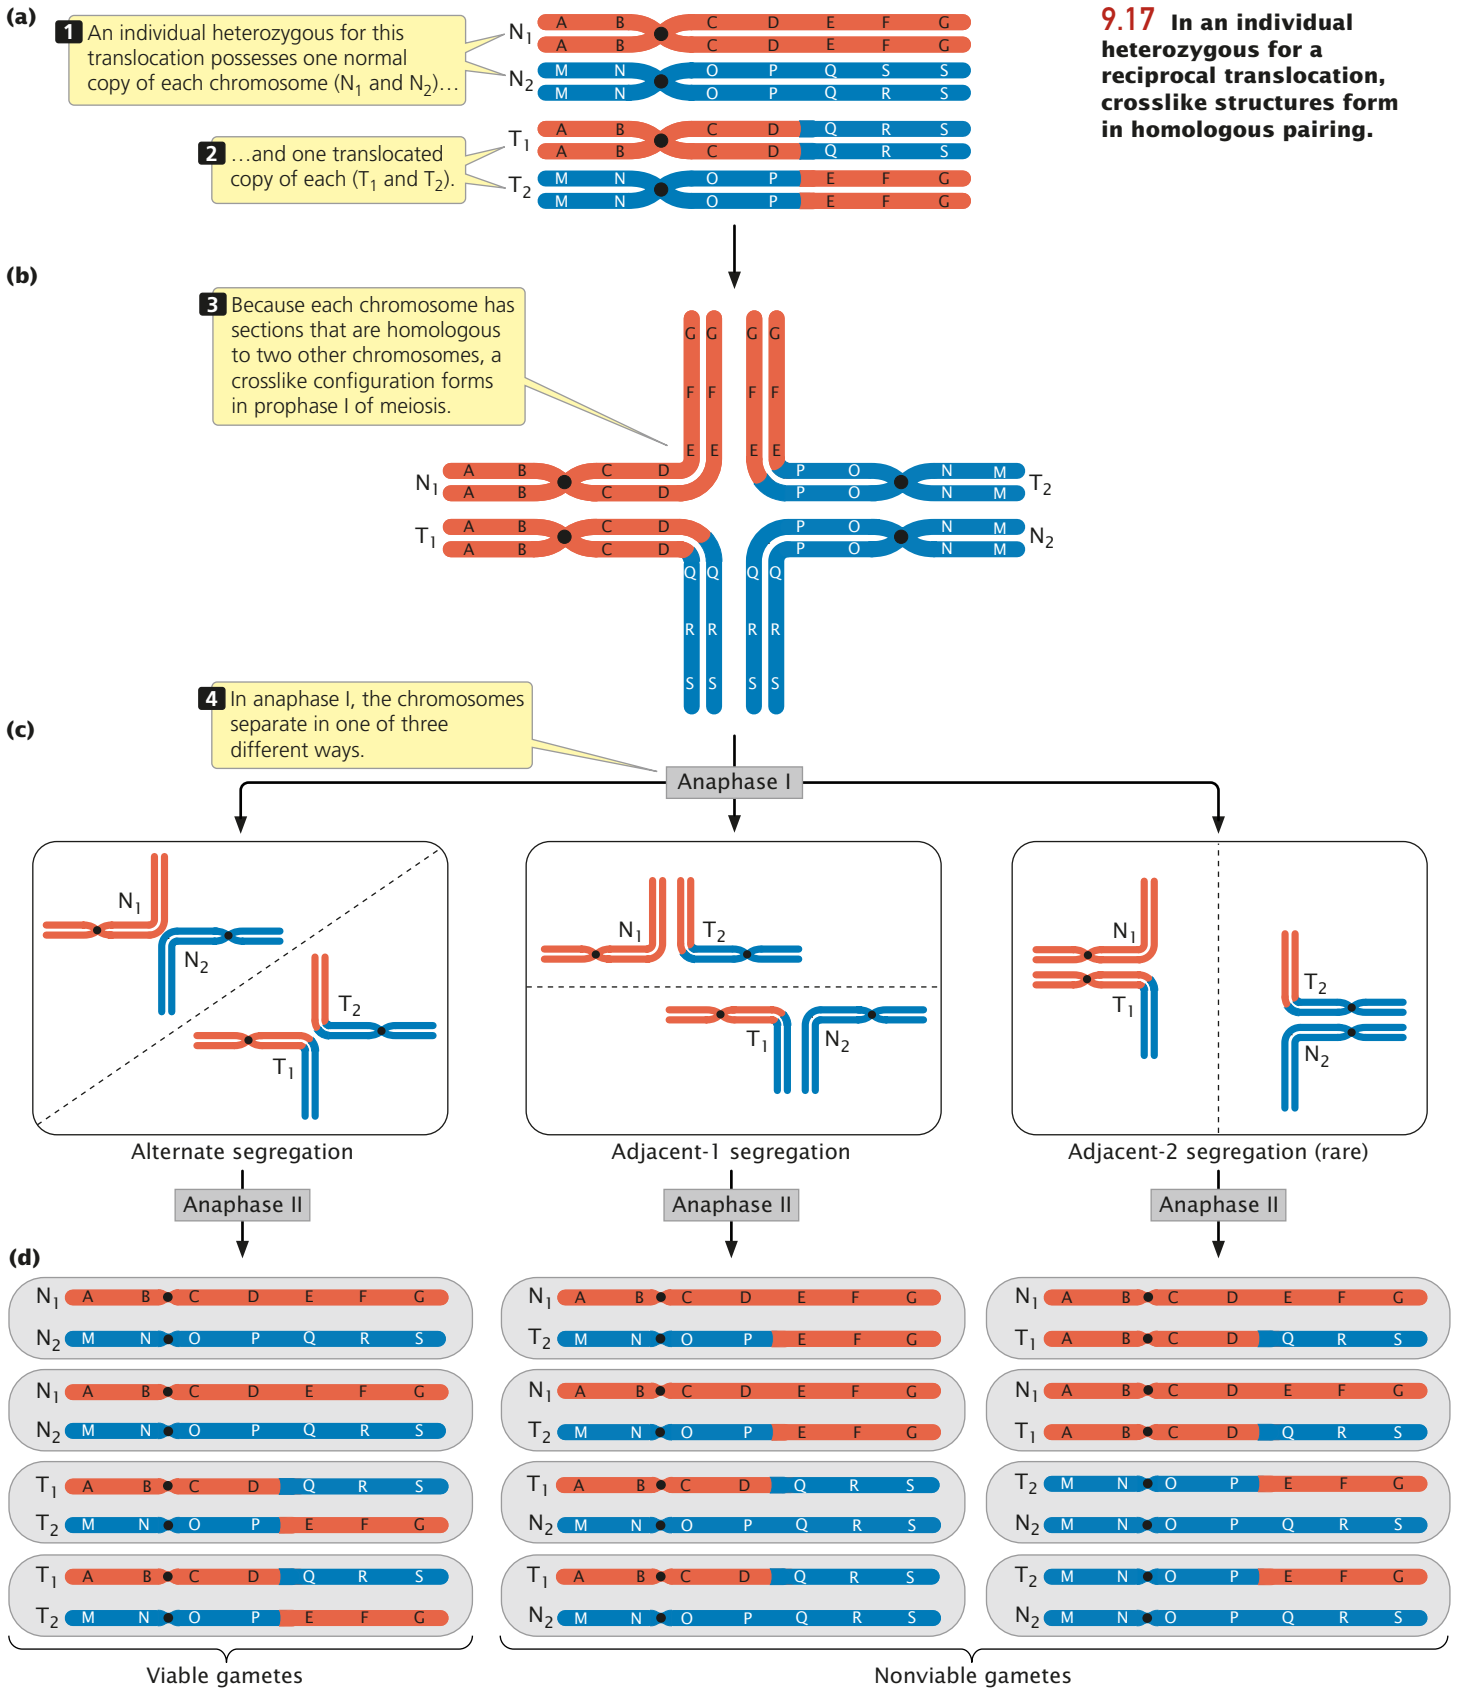 (a)
1 An individual heterozygous for this
translocation possesses one normal
copy of each chromosome (N1 and N2)…
2 …and one translocated
copy of each (T1 and T2).
N1
A B C D E F G
A B C D E F G
N2
M N O P Q S S
M N O P Q R S
T1
A B C D Q R S
A B C D Q R S
T2
M N O P E F G
M N O P E F G
9.17 In an individual
heterozygous for a
reciprocal translocation,
crosslike structures form
in homologous pairing.
(b)
3 Because each chromosome has
sections that are homologous
to two other chromosomes, a
crosslike configuration forms
in prophase I of meiosis.
G G G G
F F F F
E E E E
N1
A B C D
A B C D
P O N M
P O N M
T2
T1
A B C D
A B C D
P O N M
P O N M
N2
Q Q Q Q
R R R R
S S S S
(c)
4 In anaphase I, the chromosomes
separate in one of three
different ways.
Anaphase I
N1
N2
T2
T1
Alternate segregation
Anaphase II
N1
T2
T1
N2
Adjacent-1 segregation
Anaphase II
N1
T1
T2
N2
Adjacent-2 segregation (rare)
Anaphase II
(d)
N1 A B C D E F G
N2 M N O P Q R S
N1 A B C D E F G
N2 M N O P Q R S
T1 A B C D Q R S
T2 M N O P E F G
T1 A B C D Q R S
T2 M N O P E F G
Viable gametes
N1 A B C D E F G
T2 M N O P E F G
N1 A B C D E F G
T2 M N O P E F G
T1 A B C D Q R S
N2 M N O P Q R S
T1 A B C D Q R S
N2 M N O P Q R S
N1 A B C D E F G
T1 A B C D Q R S
N1 A B C D E F G
T1 A B C D Q R S
T2 M N O P E F G
N2 M N O P Q R S
T2 M N O P E F G
N2 M N O P Q R S
Nonviable gametes